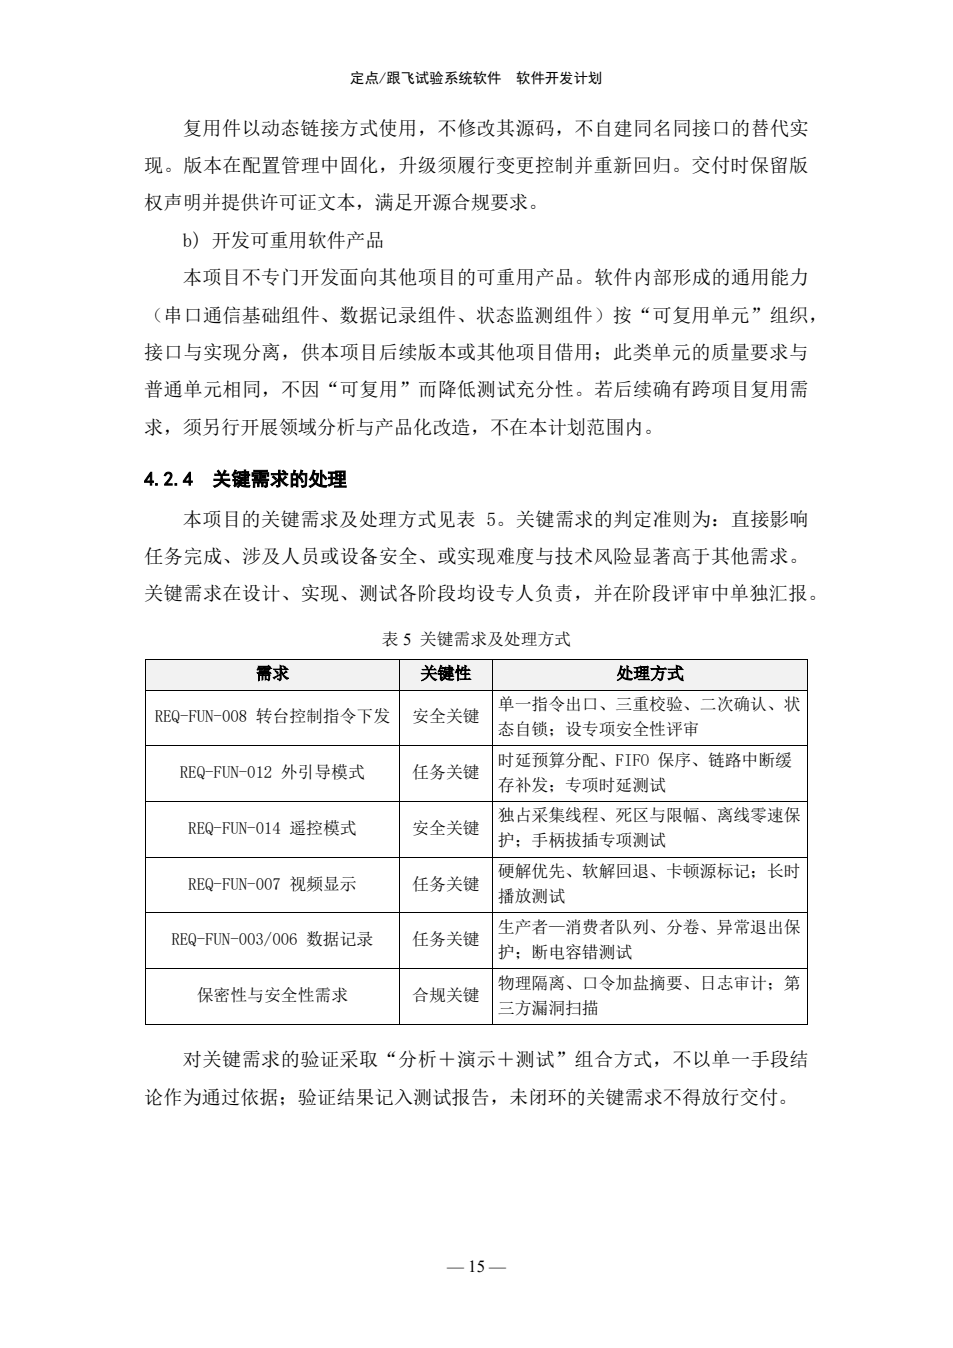 定点/跟飞试验系统软件　软件开发计划
复用件以动态链接方式使用，不修改其源码，不自建同名同接口的替代实
现。版本在配置管理中固化，升级须履行变更控制并重新回归。交付时保留版
权声明并提供许可证文本，满足开源合规要求。
b) 开发可重用软件产品
本项目不专门开发面向其他项目的可重用产品。软件内部形成的通用能力
（串口通信基础组件、数据记录组件、状态监测组件）按“可复用单元”组织，
接口与实现分离，供本项目后续版本或其他项目借用；此类单元的质量要求与
普通单元相同，不因“可复用”而降低测试充分性。若后续确有跨项目复用需
求，须另行开展领域分析与产品化改造，不在本计划范围内。
4.2.4　关键需求的处理
本项目的关键需求及处理方式见表 5。关键需求的判定准则为：直接影响
任务完成、涉及人员或设备安全、或实现难度与技术风险显著高于其他需求。
关键需求在设计、实现、测试各阶段均设专人负责，并在阶段评审中单独汇报。
表 5 关键需求及处理方式
需求 关键性 处理方式
REQ-FUN-008 转台控制指令下发 安全关键 单一指令出口、三重校验、二次确认、状
态自锁；设专项安全性评审
REQ-FUN-012 外引导模式 任务关键 时延预算分配、FIFO 保序、链路中断缓
存补发；专项时延测试
REQ-FUN-014 遥控模式 安全关键 独占采集线程、死区与限幅、离线零速保
护；手柄拔插专项测试
REQ-FUN-007 视频显示 任务关键 硬解优先、软解回退、卡顿源标记；长时
播放测试
REQ-FUN-003/006 数据记录 任务关键 生产者—消费者队列、分卷、异常退出保
护；断电容错测试
保密性与安全性需求 合规关键 物理隔离、口令加盐摘要、日志审计；第
三方漏洞扫描
对关键需求的验证采取“分析＋演示＋测试”组合方式，不以单一手段结
论作为通过依据；验证结果记入测试报告，未闭环的关键需求不得放行交付。
— 15 —